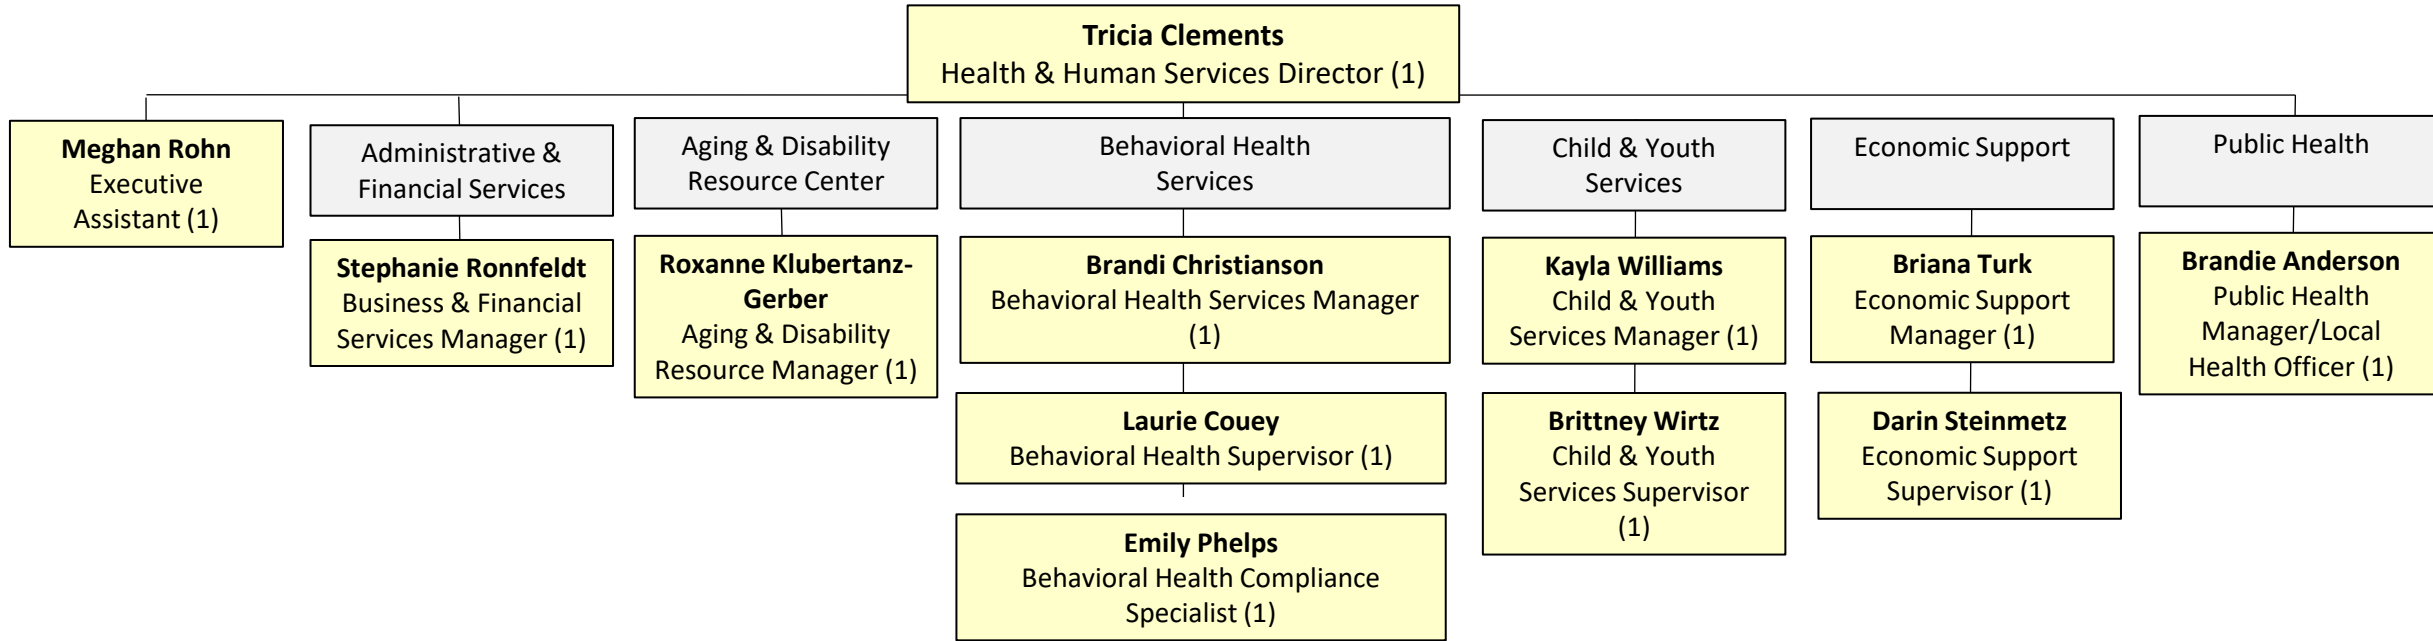 Tricia Clements
Health & Human Services Director (1)
Meghan Rohn
Executive
Assistant (1)
Administrative &
Financial Services
Aging & Disability
Resource Center
Behavioral Health
Services
Child & Youth
Services
Economic Support
Public Health
Stephanie Ronnfeldt
Business & Financial
Services Manager (1)
Roxanne Klubertanz-
Gerber
Aging & Disability
Resource Manager (1)
Brandi Christianson
Behavioral Health Services Manager
(1)
Kayla Williams
Child & Youth
Services Manager (1)
Briana Turk
Economic Support
Manager (1)
Brandie Anderson
Public Health
Manager/Local
Health Officer (1)
Laurie Couey
Behavioral Health Supervisor (1)
Brittney Wirtz
Child & Youth
Services Supervisor
(1)
Darin Steinmetz
Economic Support
Supervisor (1)
Emily Phelps
Behavioral Health Compliance
Specialist (1)